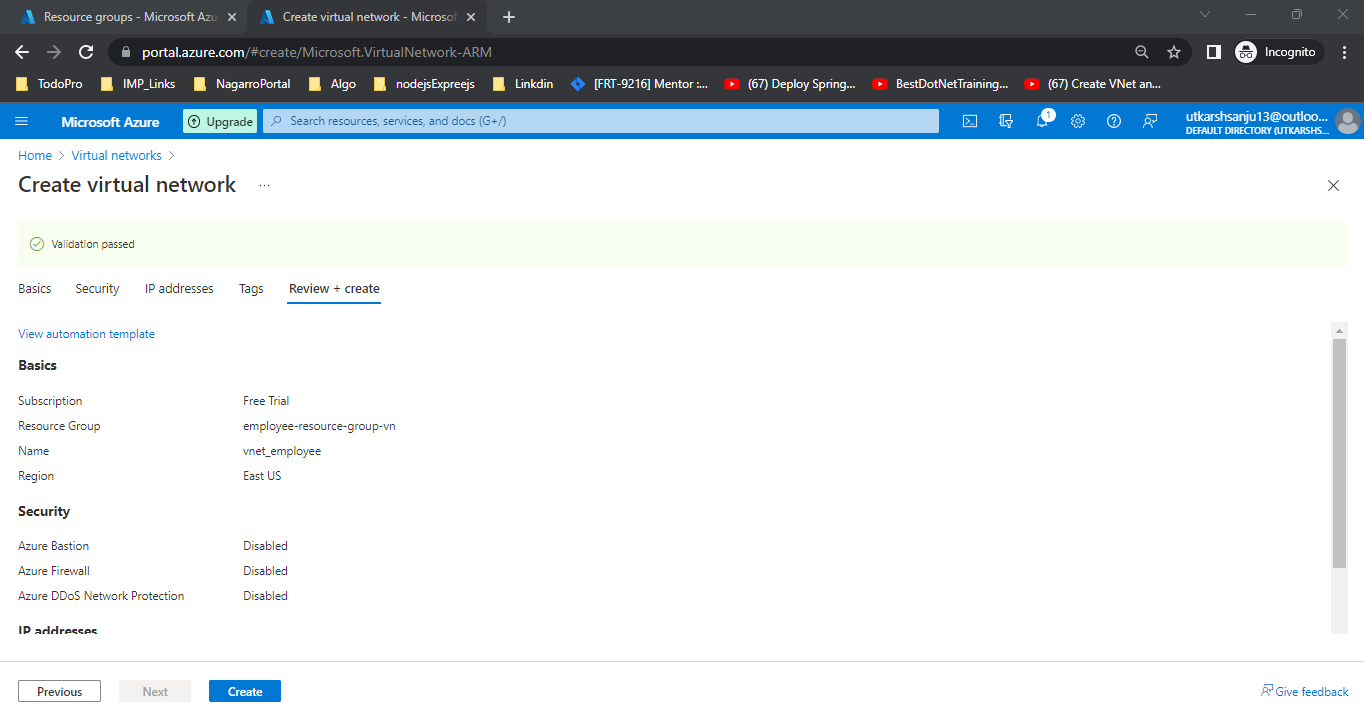 Resource groups - Microsoft Azu
Create virtual network - Microsof
portal.azure.com/#create/Microsoft.VirtualNetwork-ARM
Incognito
TodoPro
IMP_Links
NagarroPortal
Algo
nodejsExpreejs
Linkdin
[FRT-9216] Mentor :...
(67) Deploy Spring...
BestDotNetTraining...
(67) Create VNet an...
Microsoft Azure
Upgrade
Search resources, services, and docs (G+/)
1
utkarshsanju13@outloo...
DEFAULT DIRECTORY (UTKARSHS...
Home > Virtual networks >
Create virtual network ...
Validation passed
Basics
Security
IP addresses
Tags
Review + create
View automation template
Basics
Subscription Free Trial
Resource Group employee-resource-group-vn
Name vnet_employee
Region East US
Security
Azure Bastion Disabled
Azure Firewall Disabled
Azure DDoS Network Protection Disabled
IP addresses
Previous
Next
Create
Give feedback